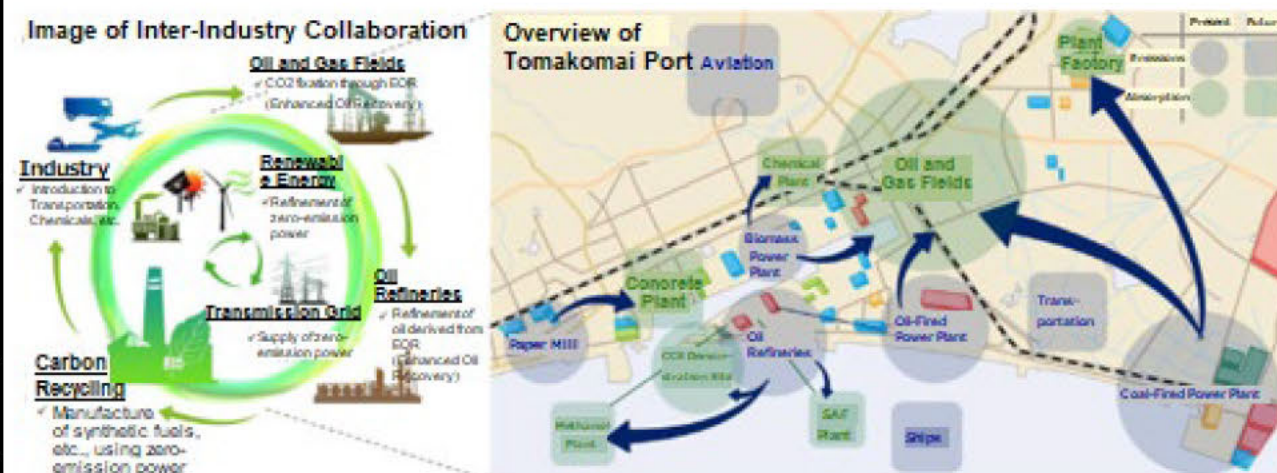 Image of Inter-Industry Collaboration
Oil and Gas Fields
✓ CO2 fixation through EOR
(Enhanced Oil Recovery)
Industry
✓ Introduction to
Transportation,
Chemicals, etc.
Renewabl
e Energy
✓ Refinement of
zero-emission
power
Transmission Grid
✓ Supply of zero-
emission power
Oil
Refineries
✓ Refinement of
oil derived from
EOR
(Enhanced Oil
Recovery)
Carbon
Recycling
✓ Manufacture
of synthetic fuels,
etc., using zero-
emission power
Overview of
Tomakomai Port
Aviation
Plant
Factory
Present
Future
Emissions
Absorption
Chemical
Plant
Oil and
Gas Fields
Biomass
Power
Plant
Concrete
Plant
Paper Mill
Oil
Refineries
Oil-Fired
Power Plant
Trans-
portation
Coal-Fired Power Plant
Methanol
Plant
SAF
Plant
Ships